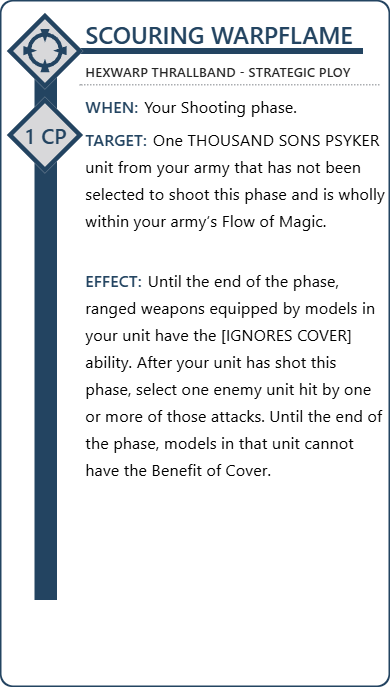 SCOURING WARPFLAME
HEXWARP THRALLBAND - STRATEGIC PLOY
1 CP
WHEN: Your Shooting phase.
TARGET: One THOUSAND SONS PSYKER
unit from your army that has not been
selected to shoot this phase and is wholly
within your army’s Flow of Magic.
EFFECT: Until the end of the phase,
ranged weapons equipped by models in
your unit have the [IGNORES COVER]
ability. After your unit has shot this
phase, select one enemy unit hit by one
or more of those attacks. Until the end of
the phase, models in that unit cannot
have the Benefit of Cover.